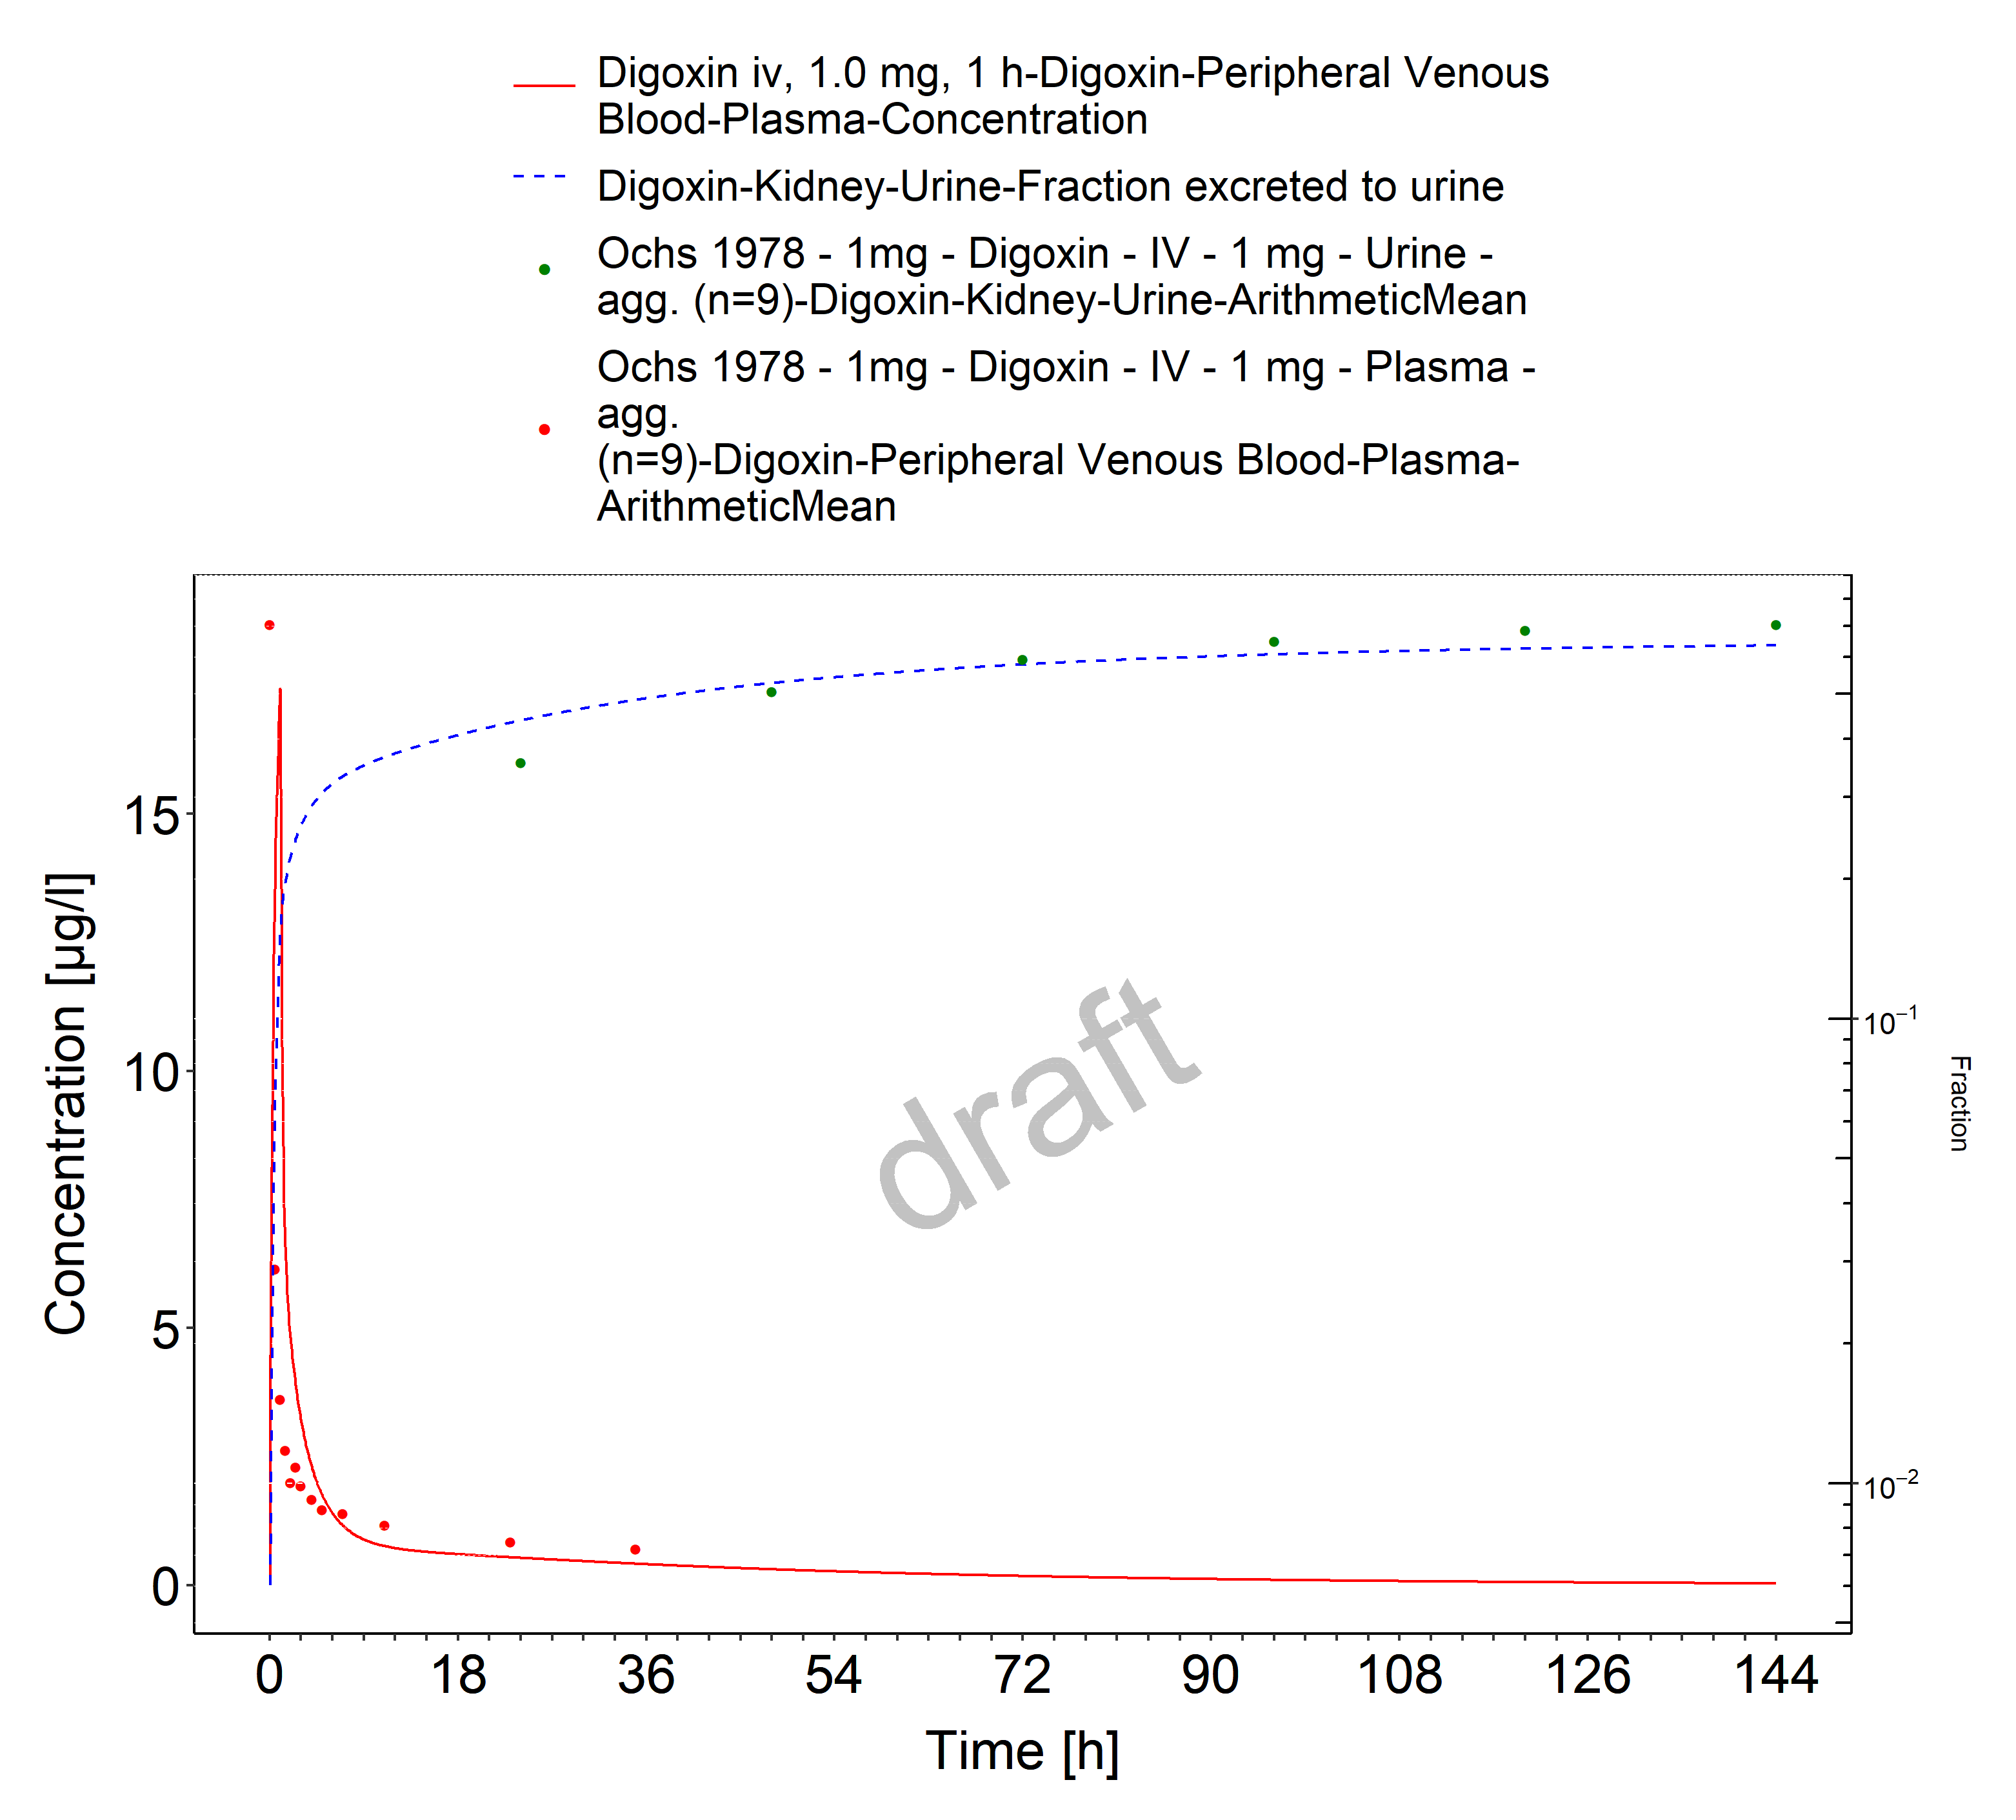 Digoxin iv, 1.0 mg, 1 h-Digoxin-Peripheral Venous
Blood-Plasma-Concentration
Digoxin-Kidney-Urine-Fraction excreted to urine
Ochs 1978 - 1mg - Digoxin - IV - 1 mg - Urine -
agg. (n=9)-Digoxin-Kidney-Urine-ArithmeticMean
Ochs 1978 - 1mg - Digoxin - IV - 1 mg - Plasma -
agg.
(n=9)-Digoxin-Peripheral Venous Blood-Plasma-
ArithmeticMean
15
10
5
0
Concentration [µg/l]
draft
10⁻¹
10⁻²
Fraction
0 18 36 54 72 90 108 126 144
Time [h]